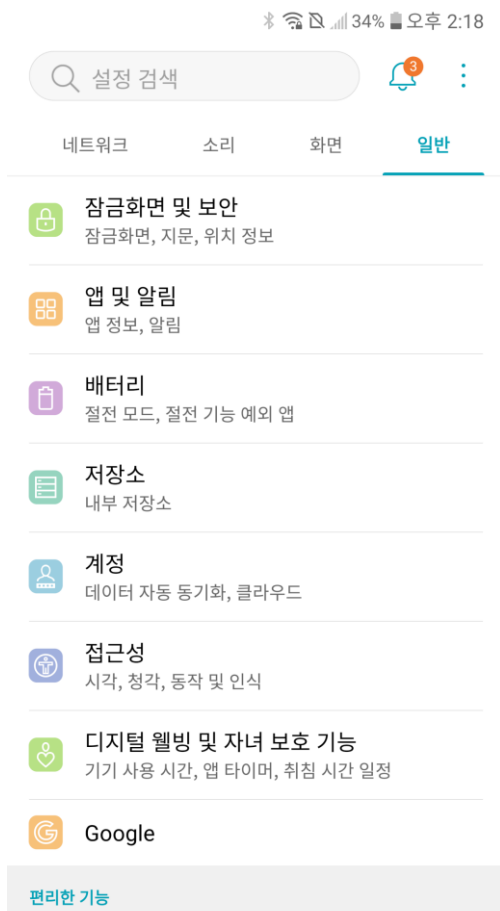 34% 오후 2:18
설정 검색
3
네트워크 소리 화면 일반
잠금화면 및 보안
잠금화면, 지문, 위치 정보
앱 및 알림
앱 정보, 알림
배터리
절전 모드, 절전 기능 예외 앱
저장소
내부 저장소
계정
데이터 자동 동기화, 클라우드
접근성
시각, 청각, 동작 및 인식
디지털 웰빙 및 자녀 보호 기능
기기 사용 시간, 앱 타이머, 취침 시간 일정
Google
편리한 기능